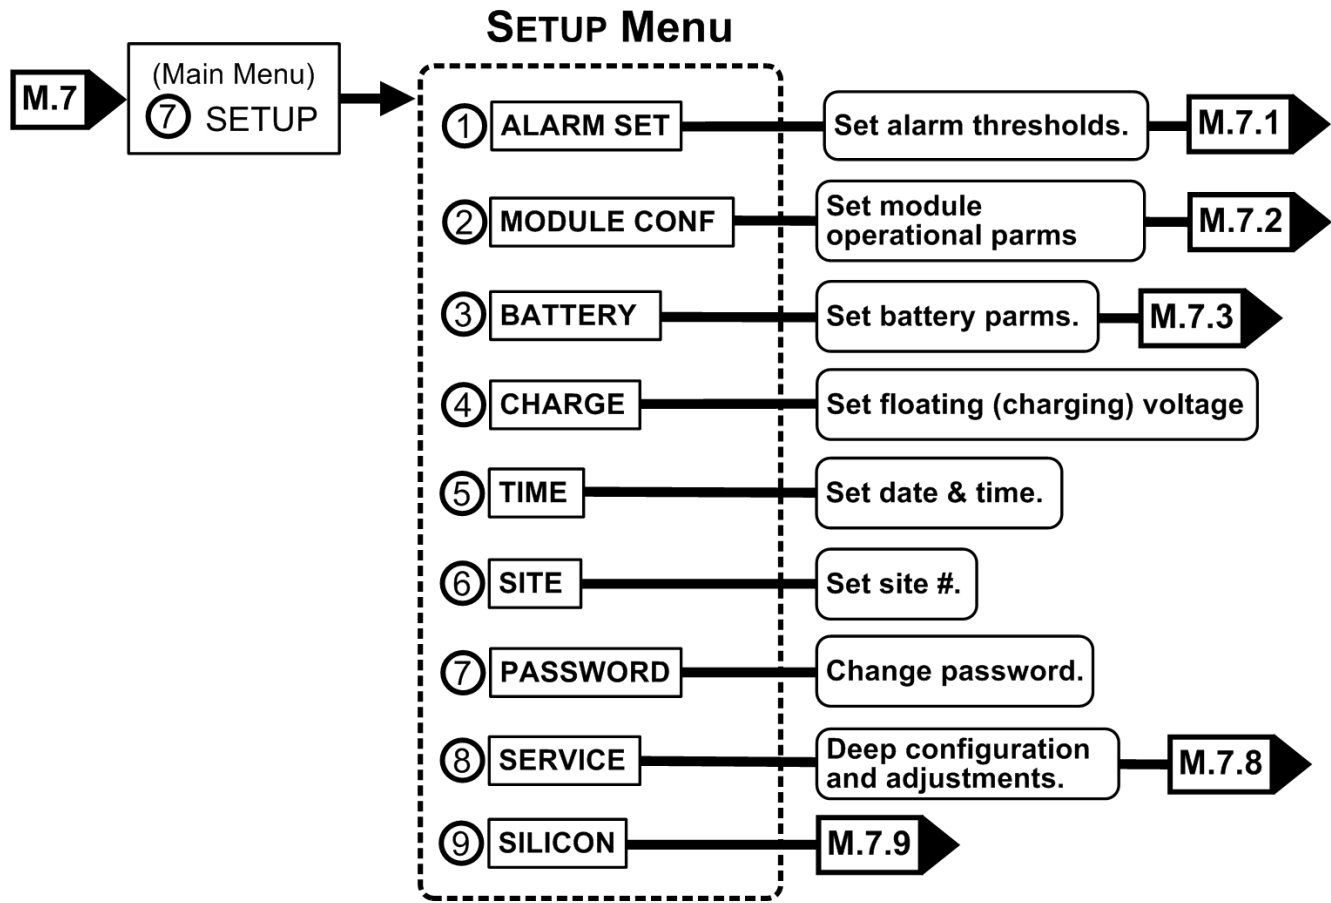 SETUP Menu
M.7
(Main Menu)
7 SETUP
1 ALARM SET
Set alarm thresholds.
M.7.1
2 MODULE CONF
Set module
operational parms
M.7.2
3 BATTERY
Set battery parms.
M.7.3
4 CHARGE
Set floating (charging) voltage
5 TIME
Set date & time.
6 SITE
Set site #.
7 PASSWORD
Change password.
8 SERVICE
Deep configuration
and adjustments.
M.7.8
9 SILICON
M.7.9